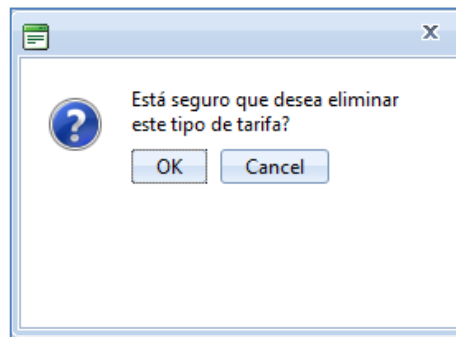 x
Está seguro que desea eliminar
este tipo de tarifa?
OK Cancel